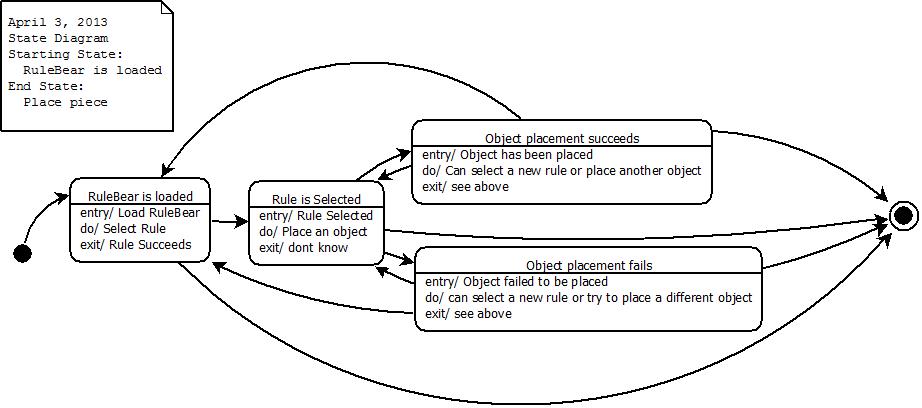 April 3, 2013
State Diagram
Starting State:
RuleBear is loaded
End State:
Place piece
Object placement succeeds
entry/ Object has been placed
do/ Can select a new rule or place another object
exit/ see above
RuleBear is loaded
entry/ Load RuleBear
do/ Select Rule
exit/ Rule Succeeds
Rule is Selected
entry/ Rule Selected
do/ Place an object
exit/ dont know
Object placement fails
entry/ Object failed to be placed
do/ can select a new rule or try to place a different object
exit/ see above